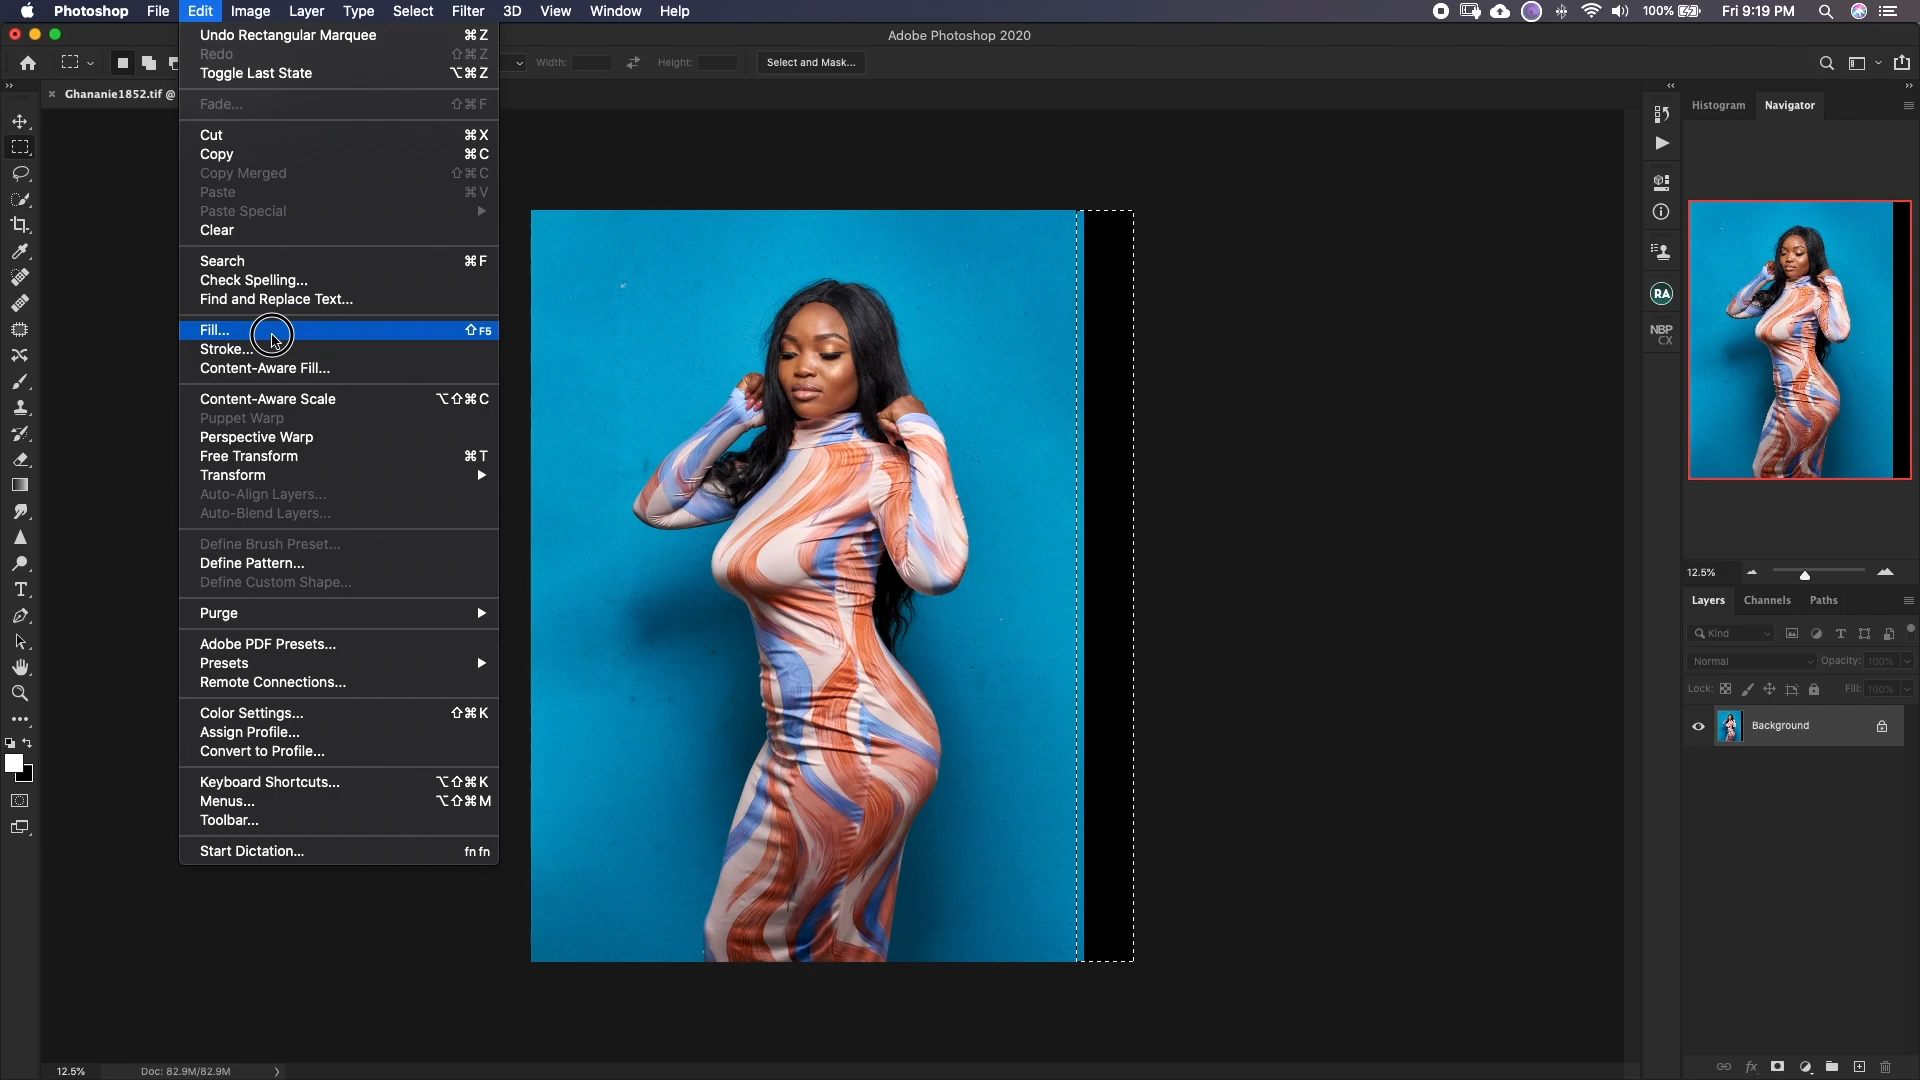 Photoshop File Edit Image Layer Type Select Filter 3D View Window Help 100% Fri 9:19 PM
Adobe Photoshop 2020
Width: Height: Select and Mask...
Ghananie1852.tif @
Undo Rectangular Marquee ⌘Z
Redo ⇧⌘Z
Toggle Last State ⌥⌘Z
Fade... ⇧⌘F
Cut ⌘X
Copy ⌘C
Copy Merged ⇧⌘C
Paste ⌘V
Paste Special
Clear
Search ⌘F
Check Spelling...
Find and Replace Text...
Fill... ⇧F5
Stroke...
Content-Aware Fill...
Content-Aware Scale ⌥⇧⌘C
Puppet Warp
Perspective Warp
Free Transform ⌘T
Transform
Auto-Align Layers...
Auto-Blend Layers...
Define Brush Preset...
Define Pattern...
Define Custom Shape...
Purge
Adobe PDF Presets...
Presets
Remote Connections...
Color Settings... ⇧⌘K
Assign Profile...
Convert to Profile...
Keyboard Shortcuts... ⌥⇧⌘K
Menus... ⌥⇧⌘M
Toolbar...
Start Dictation... fn fn
Histogram Navigator
RA
NBP
CX
12.5%
Layers Channels Paths
Kind
Normal Opacity: 100%
Lock: Fill: 100%
Background
fx
12.5% Doc: 82.9M/82.9M